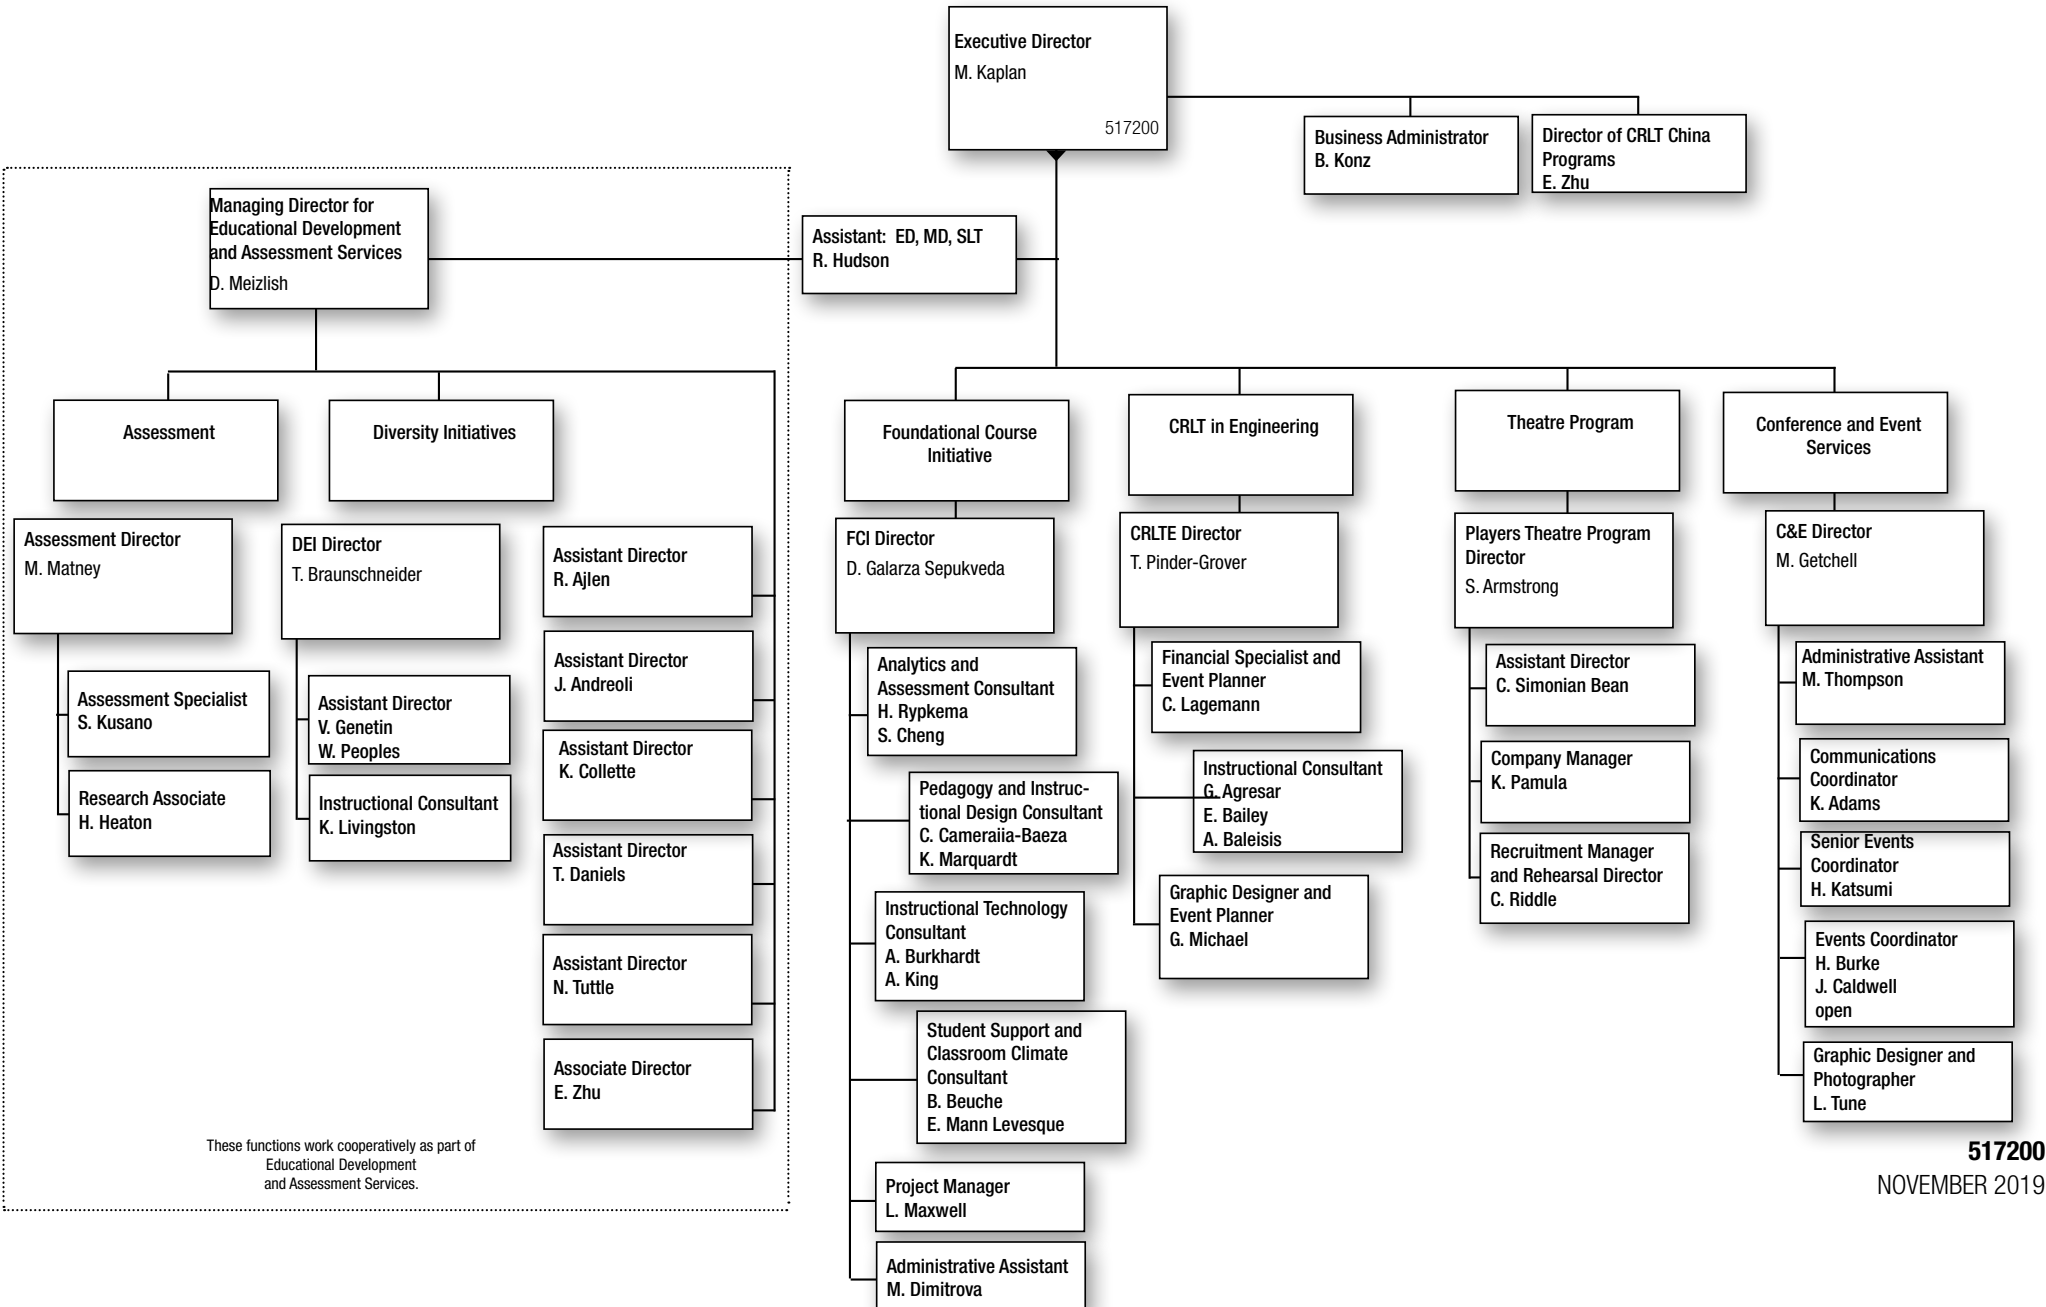 Executive Director
M. Kaplan
517200
Business Administrator
B. Konz
Director of CRLT China
Programs
E. Zhu
Managing Director for
Educational Development
and Assessment Services
D. Meizlish
Assistant:  ED, MD, SLT
R. Hudson
Assessment
Diversity Initiatives
Assessment Director
M. Matney
Assessment Specialist
S. Kusano
Research Associate
H. Heaton
DEI Director
T. Braunschneider
Assistant Director
V. Genetin
W. Peoples
Instructional Consultant
K. Livingston
Assistant Director
R. Ajlen
Assistant Director
J. Andreoli
Assistant Director
K. Collette
Assistant Director
T. Daniels
Assistant Director
N. Tuttle
Associate Director
E. Zhu
These functions work cooperatively as part of
Educational Development
and Assessment Services.
Foundational Course
Initiative
FCI Director
D. Galarza Sepukveda
Analytics and
Assessment Consultant
H. Rypkema
S. Cheng
Pedagogy and Instruc-
tional Design Consultant
C. Cameraiia-Baeza
K. Marquardt
Instructional Technology
Consultant
A. Burkhardt
A. King
Student Support and
Classroom Climate
Consultant
B. Beuche
E. Mann Levesque
Project Manager
L. Maxwell
Administrative Assistant
M. Dimitrova
CRLT in Engineering
CRLTE Director
T. Pinder-Grover
Financial Specialist and
Event Planner
C. Lagemann
Instructional Consultant
G. Agresar
E. Bailey
A. Baleisis
Graphic Designer and
Event Planner
G. Michael
Theatre Program
Players Theatre Program
Director
S. Armstrong
Assistant Director
C. Simonian Bean
Company Manager
K. Pamula
Recruitment Manager
and Rehearsal Director
C. Riddle
Conference and Event
Services
C&E Director
M. Getchell
Administrative Assistant
M. Thompson
Communications
Coordinator
K. Adams
Senior Events
Coordinator
H. Katsumi
Events Coordinator
H. Burke
J. Caldwell
open
Graphic Designer and
Photographer
L. Tune
517200
NOVEMBER 2019